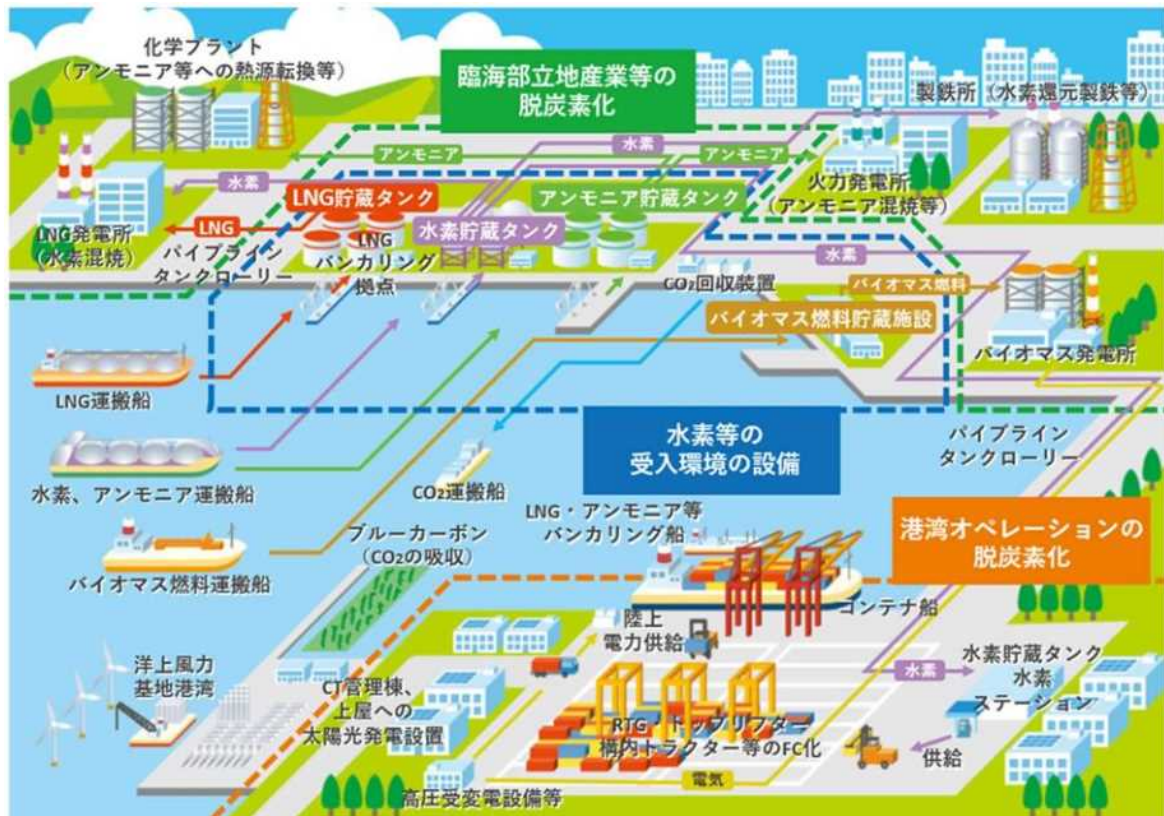 化学プラント
（アンモニア等への熱源転換等）
臨海部立地産業等の
脱炭素化
製鉄所（水素還元製鉄等）
アンモニア
水素
アンモニア
水素
LNG貯蔵タンク
アンモニア貯蔵タンク
火力発電所
（アンモニア混焼等）
LNG
水素貯蔵タンク
LNG発電所
（水素混焼）
パイプライン
タンクローリー
LNG
バンカリング
拠点
水素
CO₂回収装置
バイオマス燃料
バイオマス燃料貯蔵施設
バイオマス発電所
LNG運搬船
水素等の
受入環境の設備
パイプライン
タンクローリー
水素、アンモニア運搬船
CO₂運搬船
LNG・アンモニア等
バンカリング船
港湾オペレーションの
脱炭素化
ブルーカーボン
（CO₂の吸収）
バイオマス燃料運搬船
コンテナ船
陸上
電力供給
洋上風力
基地港湾
水素
水素貯蔵タンク
水素
ステーション
CT管理棟、
上屋への
太陽光発電設置
RTG・トップリフター
構内トラクター等のFC化
供給
電気
高圧受変電設備等